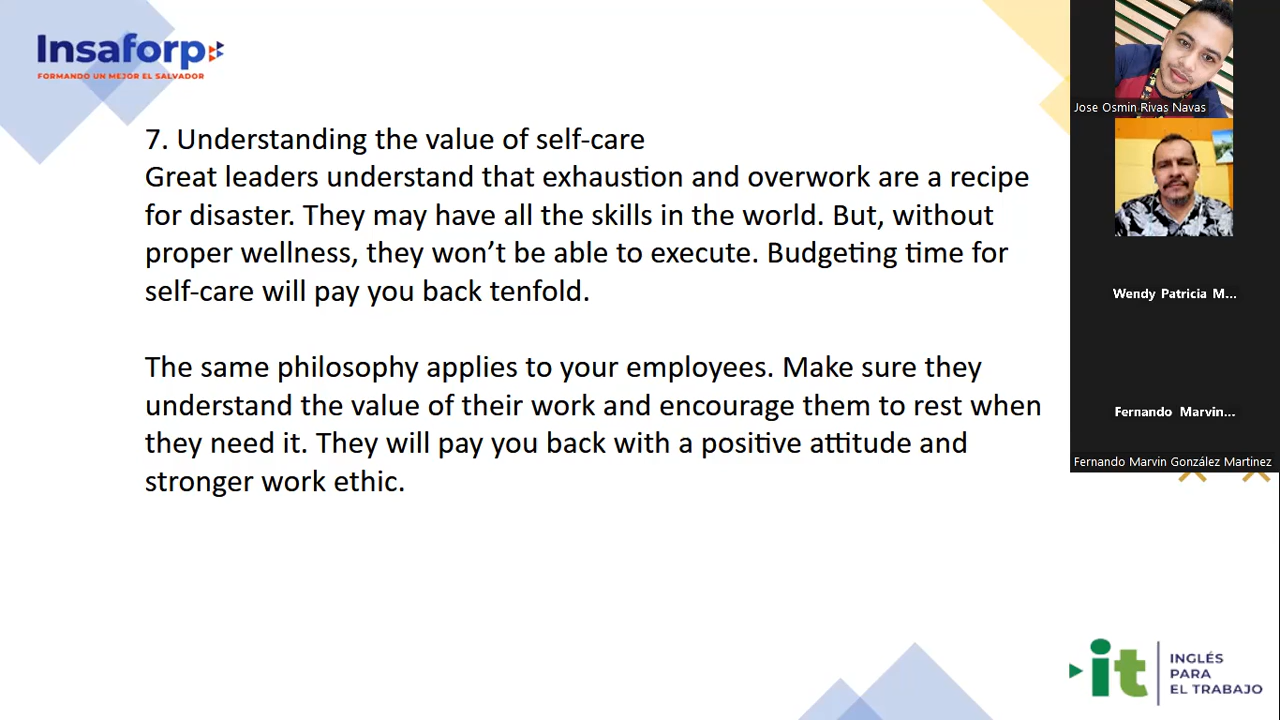 Insaforp
FORMANDO UN MEJOR EL SALVADOR
7. Understanding the value of self-care
Great leaders understand that exhaustion and overwork are a recipe
for disaster. They may have all the skills in the world. But, without
proper wellness, they won’t be able to execute. Budgeting time for
self-care will pay you back tenfold.
The same philosophy applies to your employees. Make sure they
understand the value of their work and encourage them to rest when
they need it. They will pay you back with a positive attitude and
stronger work ethic.
Jose Osmin Rivas Navas
Wendy Patricia M...
Fernando Marvin...
Fernando Marvin González Martinez
it
INGLÉS
PARA
EL TRABAJO